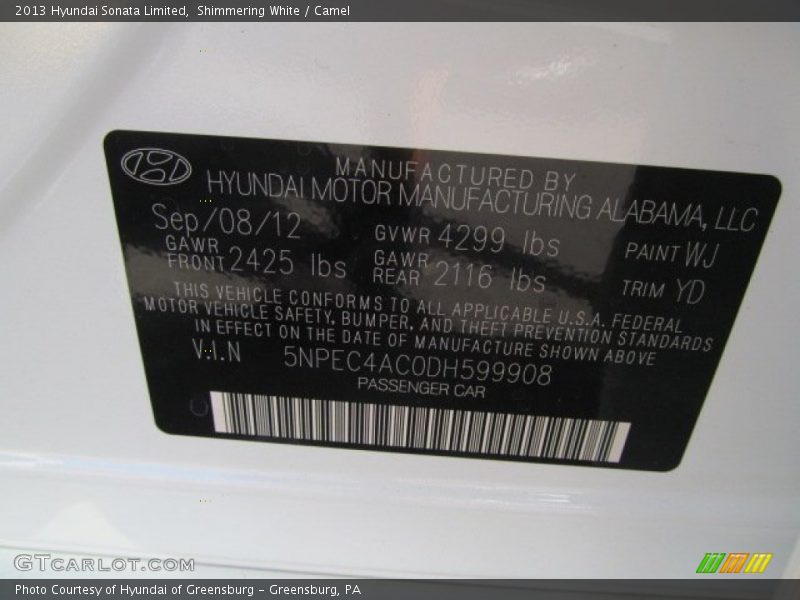 2013 Hyundai Sonata Limited, Shimmering White / Camel
MANUFACTURED BY
HYUNDAI MOTOR MANUFACTURING ALABAMA, LLC
Sep/08/12 GVWR 4299 lbs PAINT WJ
GAWR FRONT 2425 lbs GAWR REAR 2116 lbs TRIM YD
THIS VEHICLE CONFORMS TO ALL APPLICABLE U.S.A. FEDERAL
MOTOR VEHICLE SAFETY, BUMPER, AND THEFT PREVENTION STANDARDS
IN EFFECT ON THE DATE OF MANUFACTURE SHOWN ABOVE
V.I.N 5NPEC4AC0DH599908
PASSENGER CAR
GTCARLOT.COM
Photo Courtesy of Hyundai of Greensburg - Greensburg, PA